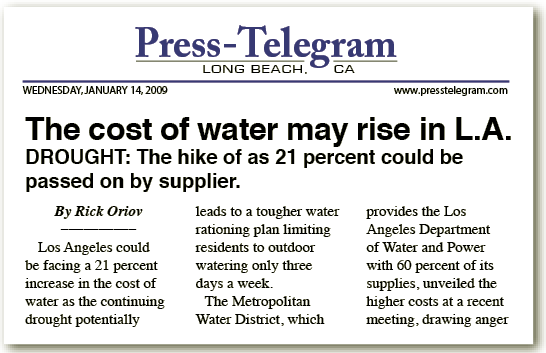 Press-Telegram
LONG BEACH, CA
WEDNESDAY, JANUARY 14, 2009
www.presstelegram.com
The cost of water may rise in L.A.
DROUGHT: The hike of as 21 percent could be
passed on by supplier.
By Rick Oriov
Los Angeles could
be facing a 21 percent
increase in the cost of
water as the continuing
drought potentially
leads to a tougher water
rationing plan limiting
residents to outdoor
watering only three
days a week.
The Metropolitan
Water District, which
provides the Los
Angeles Department
of Water and Power
with 60 percent of its
supplies, unveiled the
higher costs at a recent
meeting, drawing anger